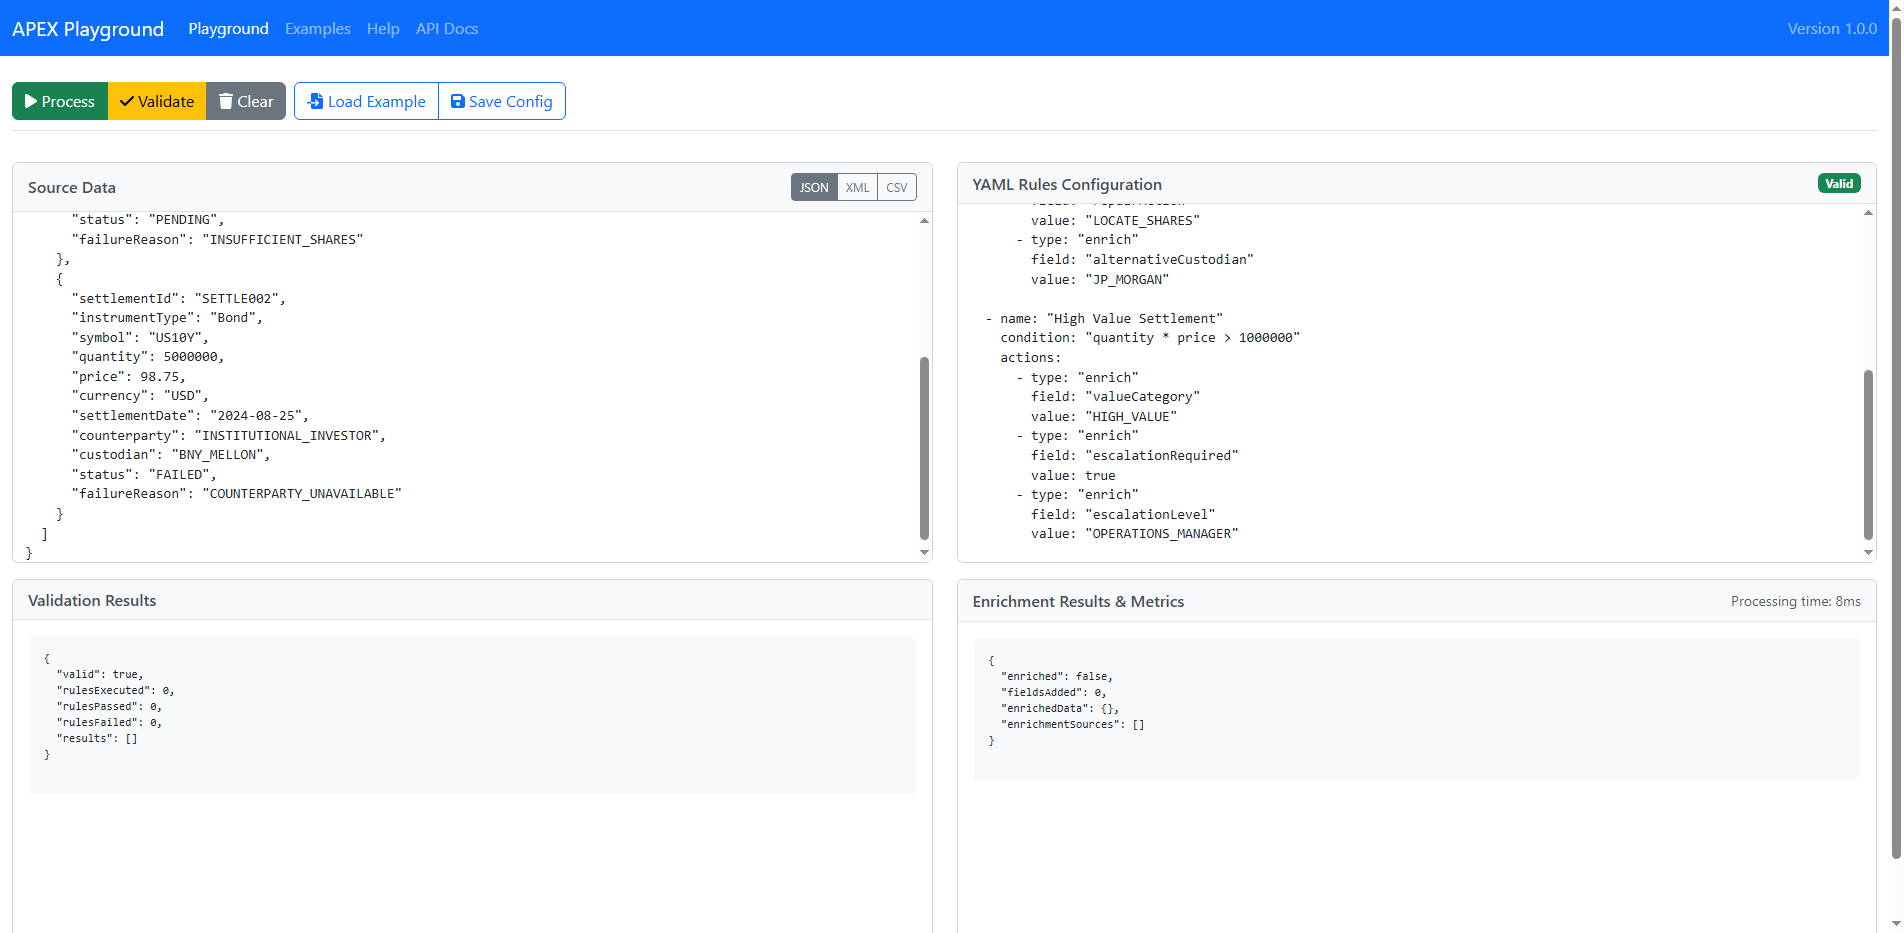 APEX Playground Playground Examples Help API Docs Version 1.0.0
Process Validate Clear Load Example Save Config
Source Data JSON XML CSV
"status": "PENDING",
"failureReason": "INSUFFICIENT_SHARES"
},
{
"settlementId": "SETTLE002",
"instrumentType": "Bond",
"symbol": "US10Y",
"quantity": 5000000,
"price": 98.75,
"currency": "USD",
"settlementDate": "2024-08-25",
"counterparty": "INSTITUTIONAL_INVESTOR",
"custodian": "BNY_MELLON",
"status": "FAILED",
"failureReason": "COUNTERPARTY_UNAVAILABLE"
}
]
}
YAML Rules Configuration Valid
value: "LOCATE_SHARES"
- type: "enrich"
field: "alternativeCustodian"
value: "JP_MORGAN"
- name: "High Value Settlement"
condition: "quantity * price > 1000000"
actions:
- type: "enrich"
field: "valueCategory"
value: "HIGH_VALUE"
- type: "enrich"
field: "escalationRequired"
value: true
- type: "enrich"
field: "escalationLevel"
value: "OPERATIONS_MANAGER"
Validation Results
{
"valid": true,
"rulesExecuted": 0,
"rulesPassed": 0,
"rulesFailed": 0,
"results": []
}
Enrichment Results & Metrics Processing time: 8ms
{
"enriched": false,
"fieldsAdded": 0,
"enrichedData": {},
"enrichmentSources": []
}